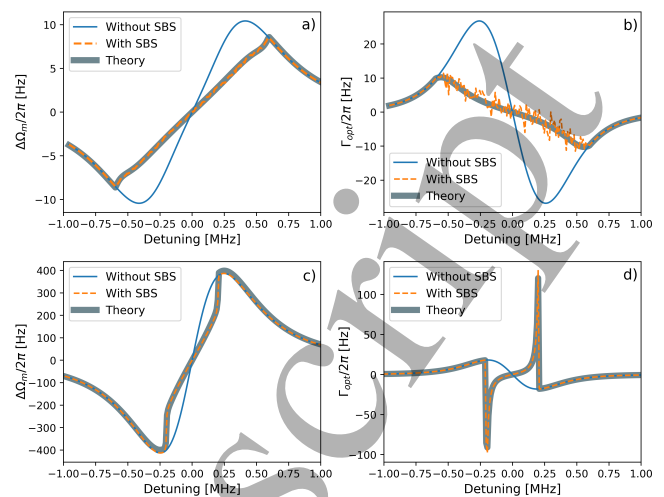 a)
Without SBS
With SBS
Theory
10
5
0
−5
−10
ΔΩm/2π [Hz]
−1.00 −0.75 −0.50 −0.25 0.00 0.25 0.50 0.75 1.00
Detuning [MHz]
b)
20
10
0
−10
−20
Γopt/2π [Hz]
Without SBS
With SBS
Theory
−1.00 −0.75 −0.50 −0.25 0.00 0.25 0.50 0.75 1.00
Detuning [MHz]
c)
Without SBS
With SBS
Theory
400
300
200
100
0
−100
−200
−300
−400
ΔΩm/2π [Hz]
−1.00 −0.75 −0.50 −0.25 0.00 0.25 0.50 0.75 1.00
Detuning [MHz]
d)
Without SBS
With SBS
Theory
100
50
0
−50
−100
Γopt/2π [Hz]
−1.00 −0.75 −0.50 −0.25 0.00 0.25 0.50 0.75 1.00
Detuning [MHz]
script